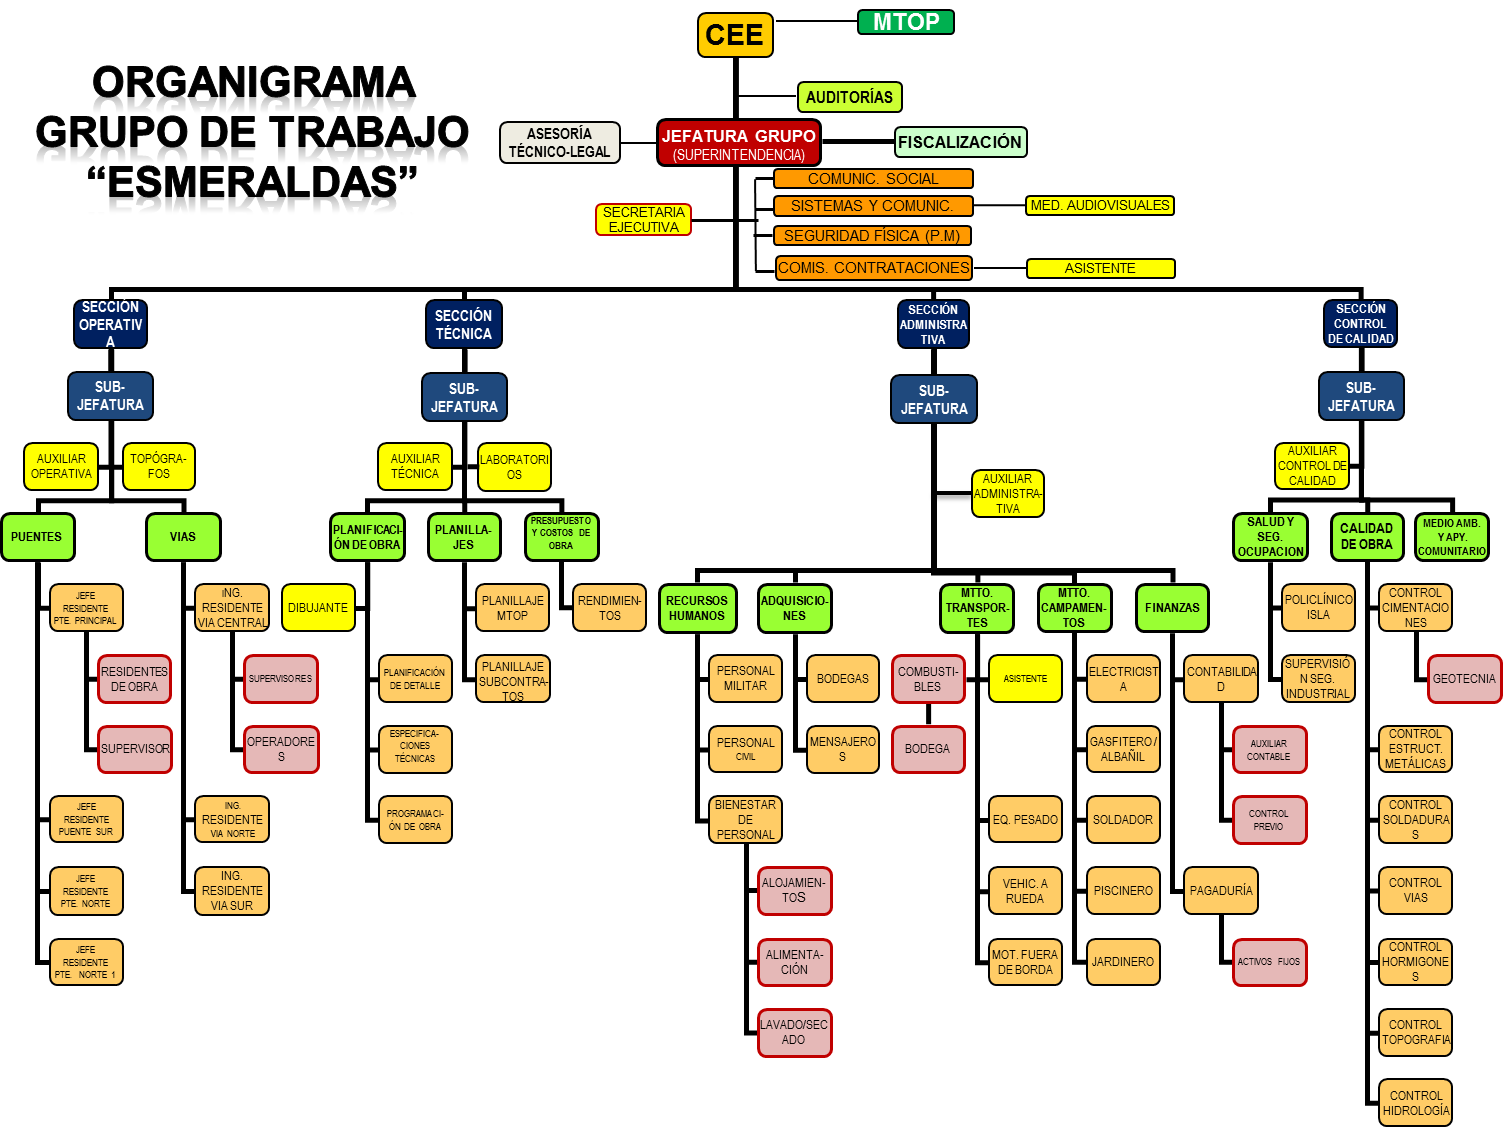 CEE
MTOP
ORGANIGRAMA
GRUPO DE TRABAJO
“ESMERALDAS”
AUDITORÍAS
ASESORÍA
TÉCNICO-LEGAL
JEFATURA GRUPO
(SUPERINTENDENCIA)
FISCALIZACIÓN
COMUNIC. SOCIAL
SECRETARIA
EJECUTIVA
SISTEMAS Y COMUNIC.
MED. AUDIOVISUALES
SEGURIDAD FÍSICA (P.M)
COMIS. CONTRATACIONES
ASISTENTE
SECCIÓN
OPERATIV
A
SECCIÓN
TÉCNICA
SECCIÓN
ADMINISTRA
TIVA
SECCIÓN
CONTROL
DE CALIDAD
SUB-
JEFATURA
SUB-
JEFATURA
SUB-
JEFATURA
SUB-
JEFATURA
AUXILIAR
OPERATIVA
TOPÓGRA-
FOS
AUXILIAR
TÉCNICA
LABORATORI
OS
AUXILIAR
ADMINISTRA-
TIVA
AUXILIAR
CONTROL DE
CALIDAD
PUENTES
VIAS
PLANIFICACI-
ÓN DE OBRA
PLANILLA-
JES
PRESUPUESTO
Y COSTOS DE
OBRA
SALUD Y
SEG.
OCUPACION
CALIDAD
DE OBRA
MEDIO AMB.
Y APY.
COMUNITARIO
JEFE
RESIDENTE
PTE. PRINCIPAL
ING.
RESIDENTE
VIA CENTRAL
DIBUJANTE
PLANILLAJE
MTOP
RENDIMIEN-
TOS
RECURSOS
HUMANOS
ADQUISICIO-
NES
MTTO.
TRANSPOR-
TES
MTTO.
CAMPAMEN-
TOS
FINANZAS
POLICLÍNICO
ISLA
CONTROL
CIMENTACIO
NES
RESIDENTES
DE OBRA
SUPERVISORES
PLANIFICACIÓN
DE DETALLE
PLANILLAJE
SUBCONTRA-
TOS
PERSONAL
MILITAR
BODEGAS
COMBUSTI-
BLES
ASISTENTE
ELECTRICIST
A
CONTABILIDA
D
SUPERVISIÓ
N SEG.
INDUSTRIAL
GEOTECNIA
SUPERVISOR
OPERADORE
S
ESPECIFICA-
CIONES
TÉCNICAS
PERSONAL
CIVIL
MENSAJERO
S
BODEGA
GASFITERO /
ALBAÑIL
AUXILIAR
CONTABLE
CONTROL
ESTRUCT.
METÁLICAS
JEFE
RESIDENTE
PUENTE SUR
ING.
RESIDENTE
VIA NORTE
PROGRAMACI-
ÓN DE OBRA
BIENESTAR
DE
PERSONAL
EQ. PESADO
SOLDADOR
CONTROL
PREVIO
CONTROL
SOLDADURA
S
JEFE
RESIDENTE
PTE. NORTE
ING.
RESIDENTE
VIA SUR
ALOJAMIEN-
TOS
VEHIC. A
RUEDA
PISCINERO
PAGADURÍA
CONTROL
VIAS
JEFE
RESIDENTE
PTE. NORTE 1
ALIMENTA-
CIÓN
MOT. FUERA
DE BORDA
JARDINERO
ACTIVOS FIJOS
CONTROL
HORMIGONE
S
LAVADO/SEC
ADO
CONTROL
TOPOGRAFIA
CONTROL
HIDROLOGÍA